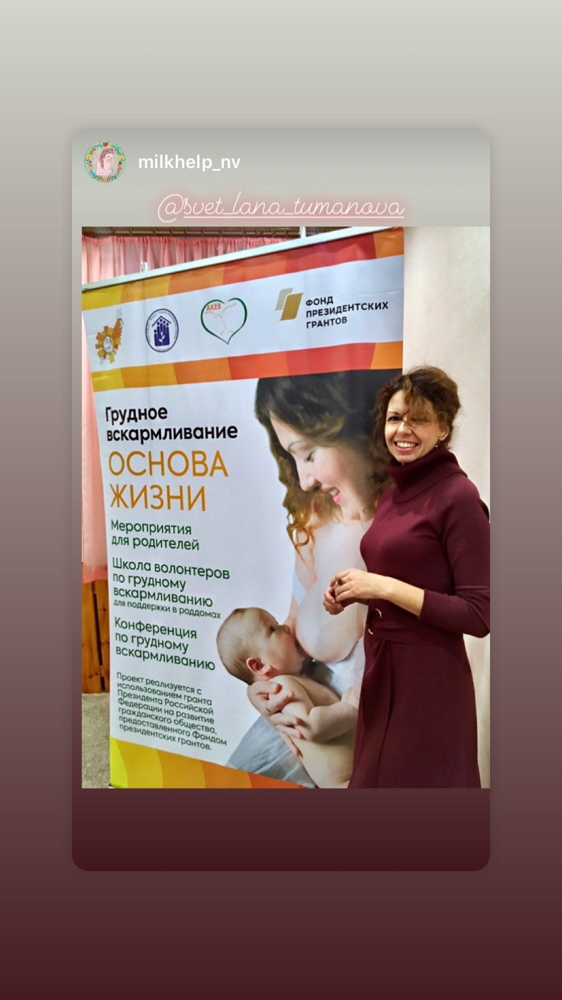 milkhelp_nv
@svet_lana_tumanova
АКЕВ
ФОНД
ПРЕЗИДЕНТСКИХ
ГРАНТОВ
Грудное
вскармливание
ОСНОВА
ЖИЗНИ
Мероприятия
для родителей
Школа волонтеров
по грудному
вскармливанию
для поддержки в роддомах
Конференция
по грудному
вскармливанию
Проект реализуется с
использованием гранта
Президента Российской
Федерации на развитие
гражданского общества,
предоставленного Фондом
президентских грантов.